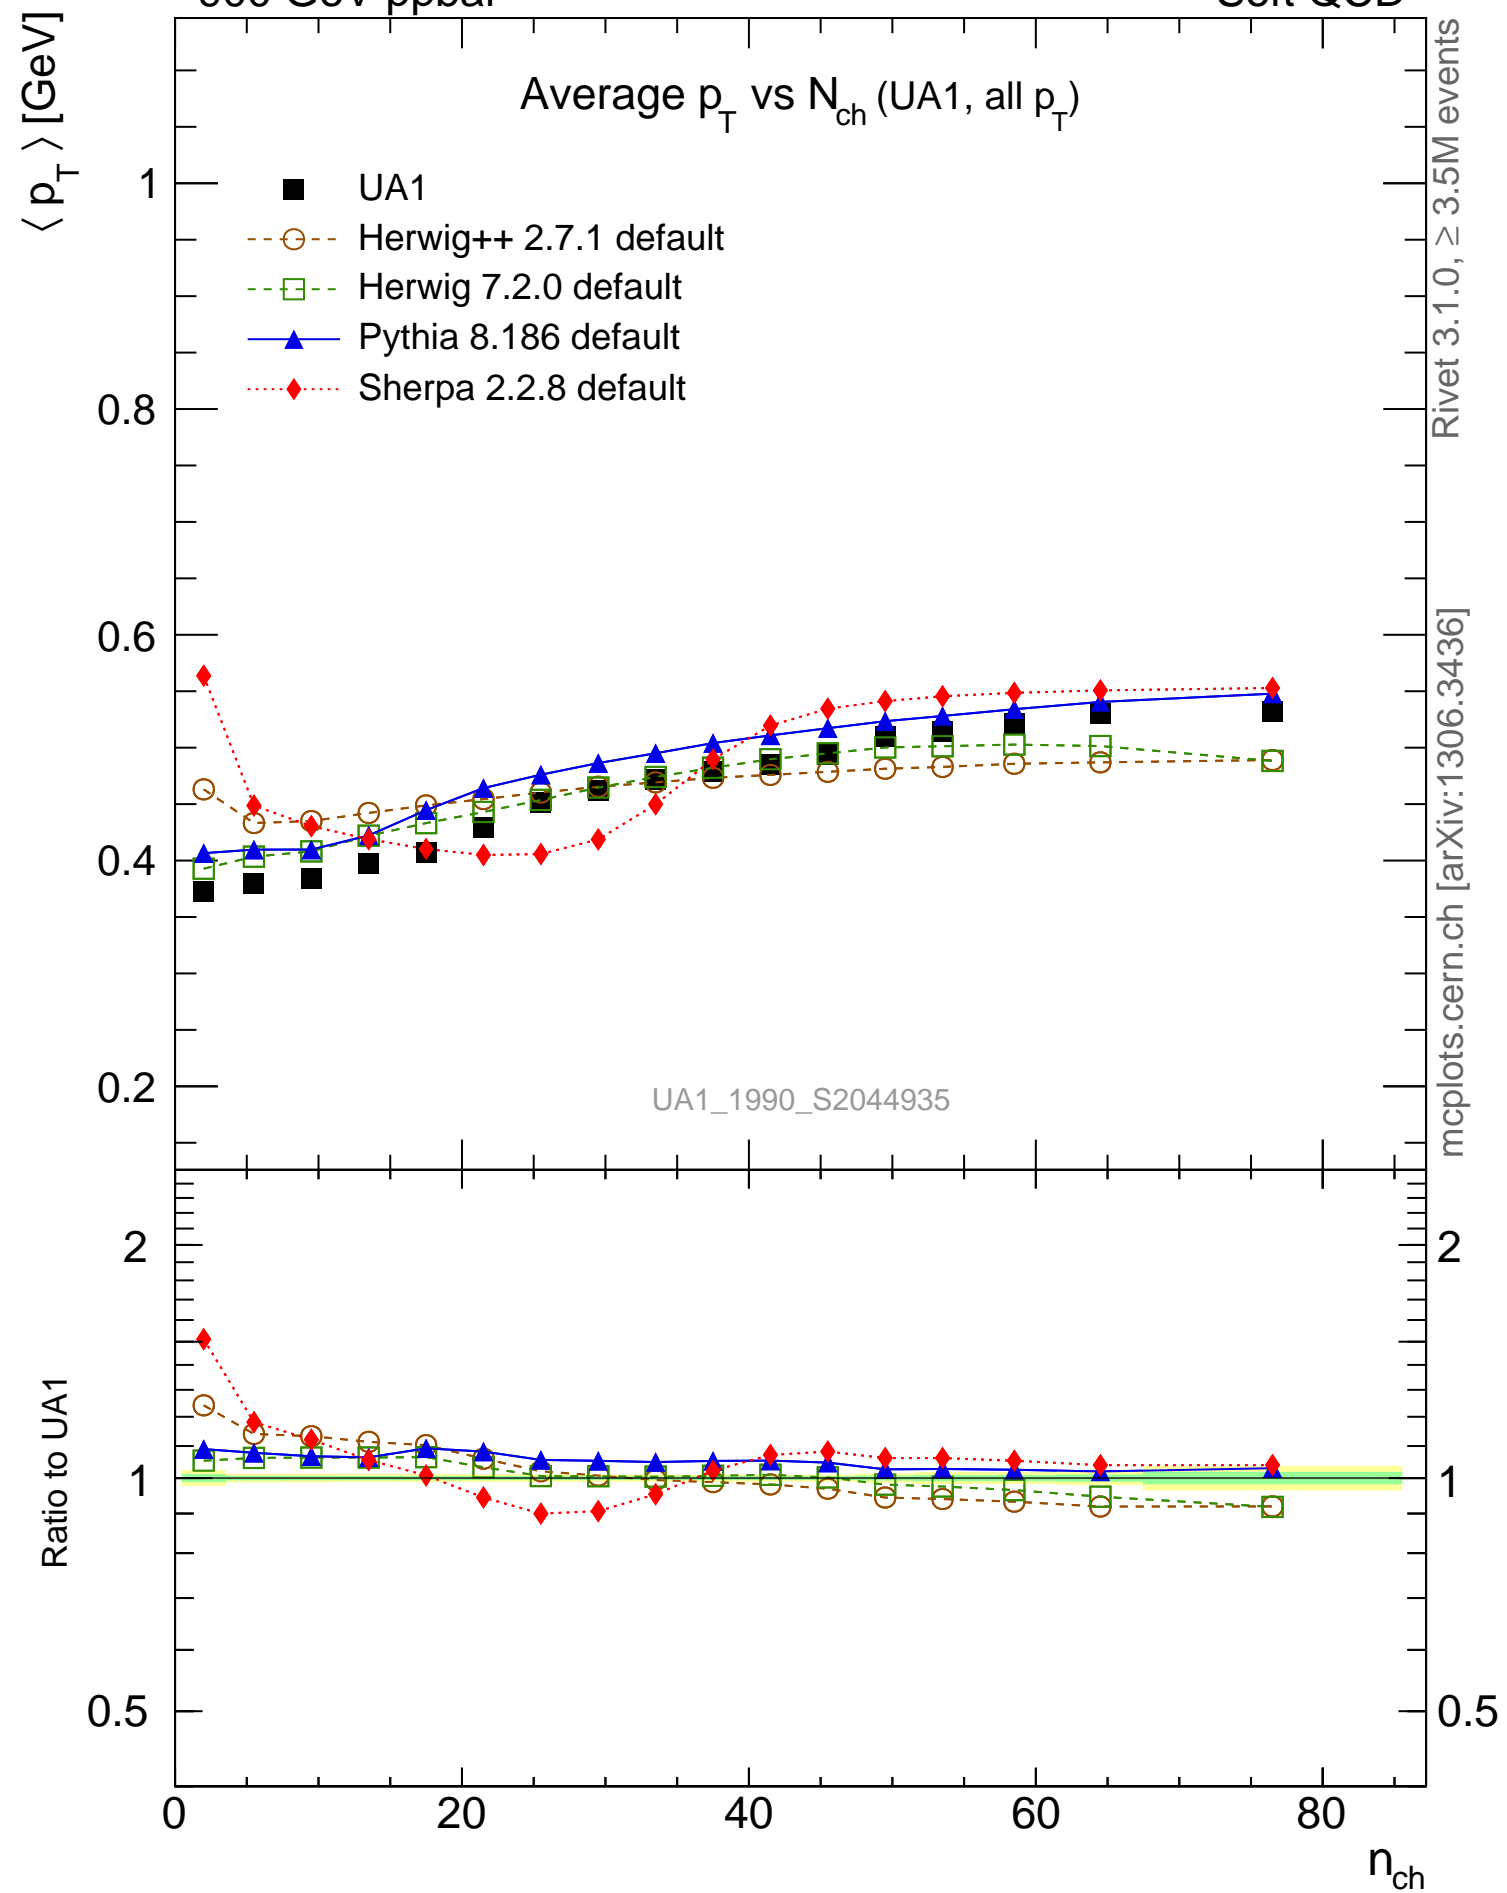 ⟨ p_T ⟩ [GeV]
Average p_T vs N_ch (UA1, all p_T)
UA1
Herwig++ 2.7.1 default
Herwig 7.2.0 default
Pythia 8.186 default
Sherpa 2.2.8 default
1
0.8
0.6
0.4
0.2
UA1_1990_S2044935
Rivet 3.1.0, ≥ 3.5M events
mcplots.cern.ch [arXiv:1306.3436]
Ratio to UA1
2
1
0.5
2
1
0.5
0
20
40
60
80
n_ch